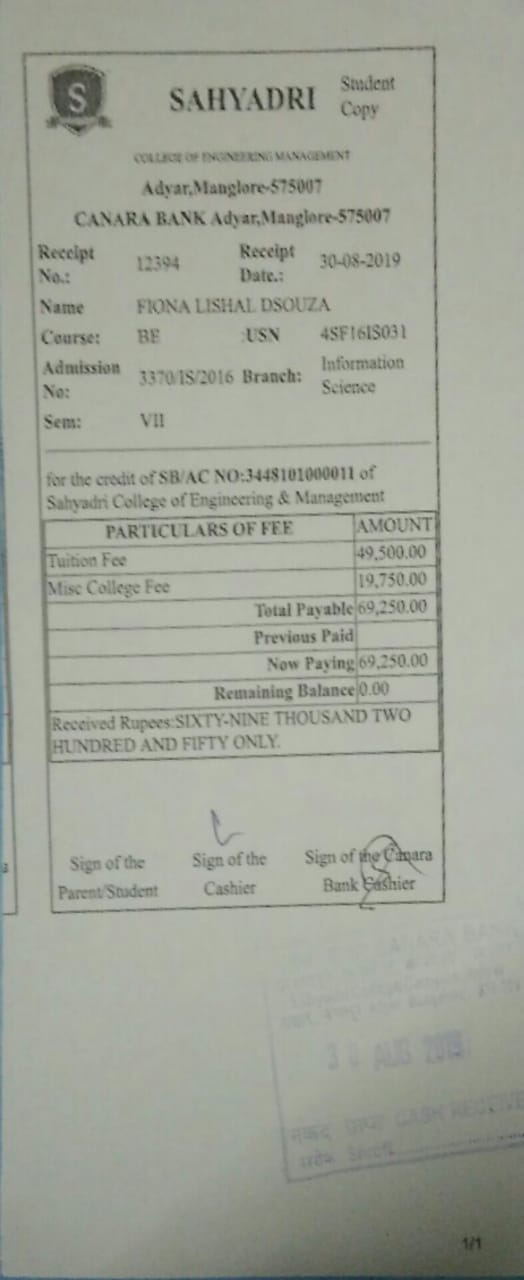 S
SAHYADRI
Student Copy
COLLEGE OF ENGINEERING MANAGEMENT
Adyar,Manglore-575007
CANARA BANK Adyar,Manglore-575007
Receipt No.: 12394 Receipt Date.: 30-08-2019
Name FIONA LISHAL DSOUZA
Course: BE :USN 4SF16IS031
Admission No: 3370/IS/2016 Branch: Information Science
Sem: VII
for the credit of SB/AC NO:3448101000011 of
Sahyadri College of Engineering & Management
PARTICULARS OF FEE AMOUNT
Tuition Fee 49,500.00
Misc College Fee 19,750.00
Total Payable 69,250.00
Previous Paid
Now Paying 69,250.00
Remaining Balance 0.00
Received Rupees:SIXTY-NINE THOUSAND TWO
HUNDRED AND FIFTY ONLY.
Sign of the Parent/Student
Sign of the Cashier
Sign of the Canara Bank Cashier
CANARA BANK
30 AUG 2019
CASH RECEIVE
1/1